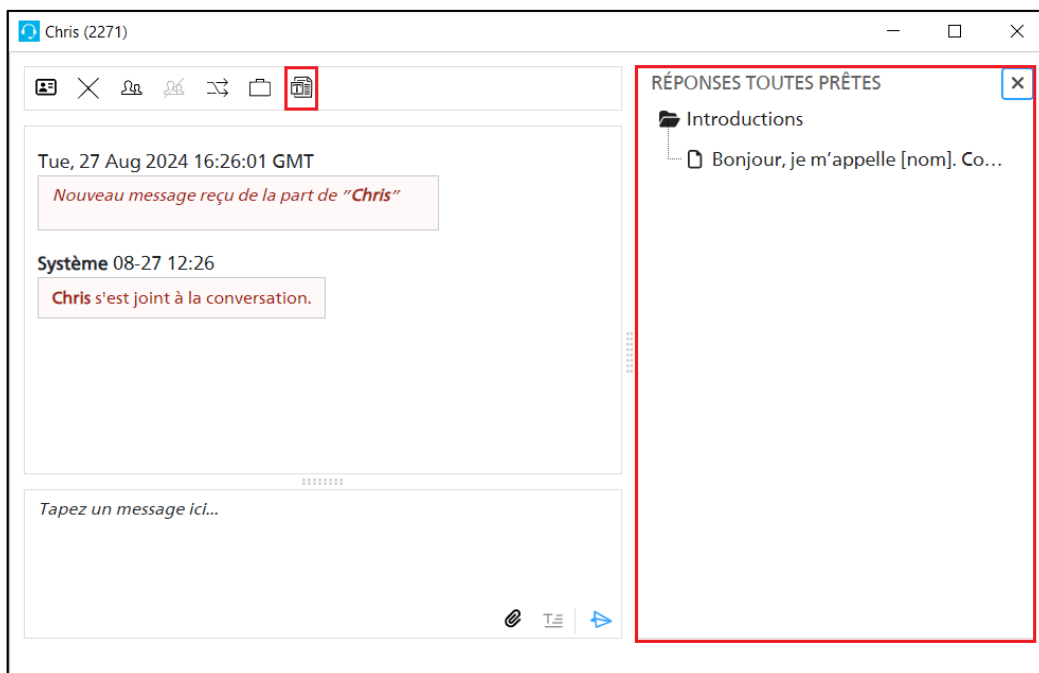 Chris (2271)
RÉPONSES TOUTES PRÊTES
Introductions
Bonjour, je m’appelle [nom]. Co…
Tue, 27 Aug 2024 16:26:01 GMT
Nouveau message reçu de la part de "Chris"
Système 08-27 12:26
Chris s'est joint à la conversation.
Tapez un message ici...